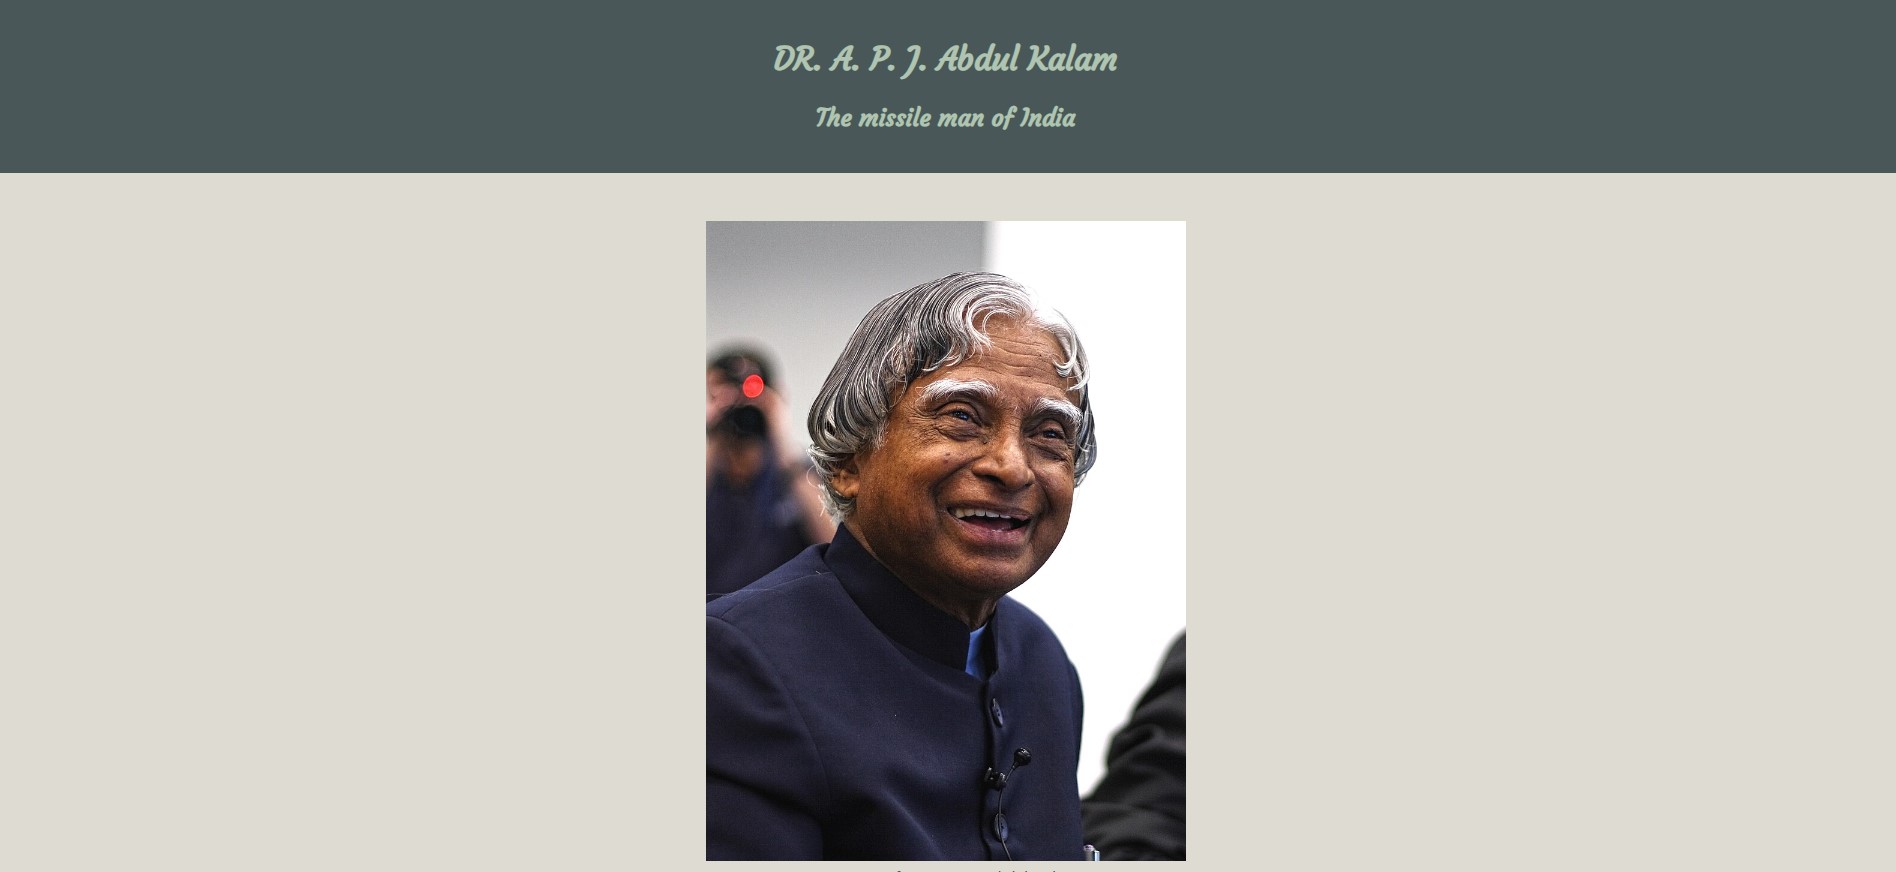 DR. A. P. J. Abdul Kalam
The missile man of India